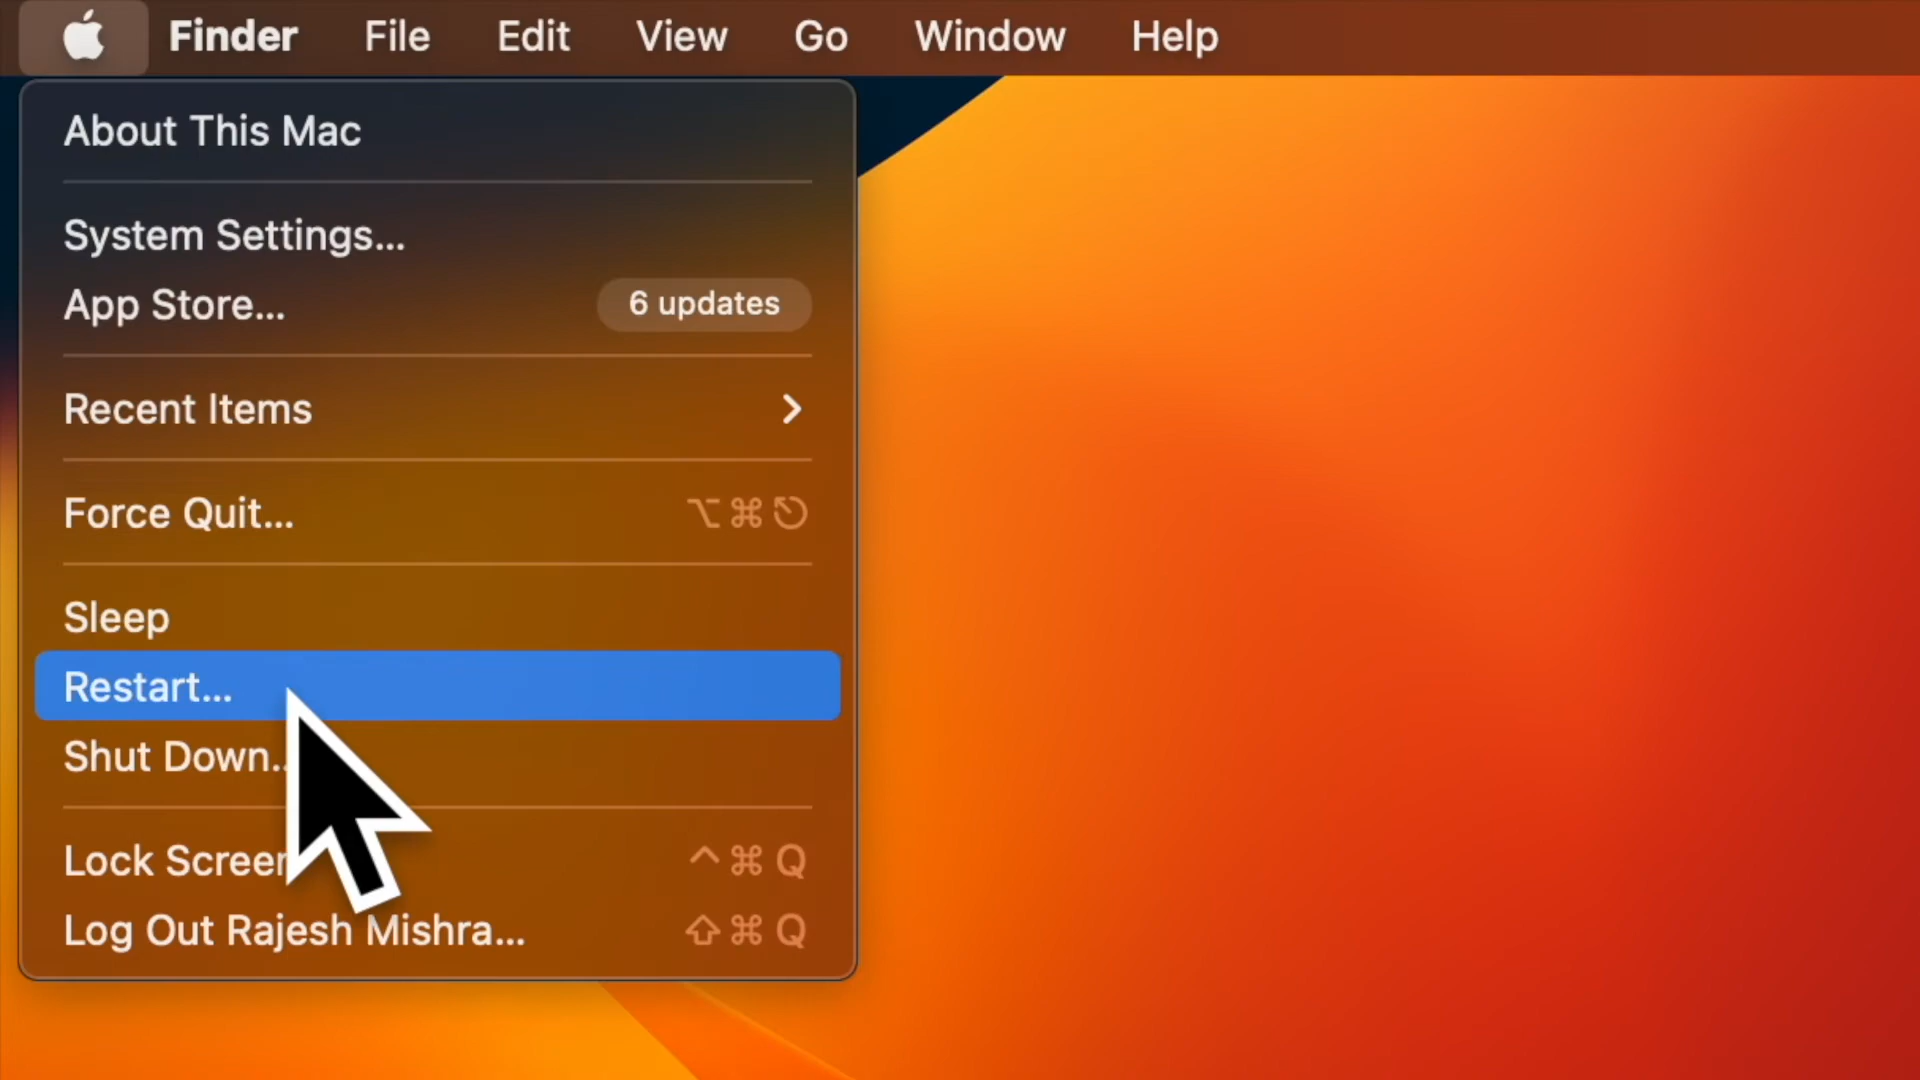 Finder File Edit View Go Window Help
About This Mac
System Settings...
App Store... 6 updates
Recent Items
Force Quit... ⌥⌘⎋
Sleep
Restart...
Shut Down..
Lock Screen ^⌘Q
Log Out Rajesh Mishra... ⇧⌘Q